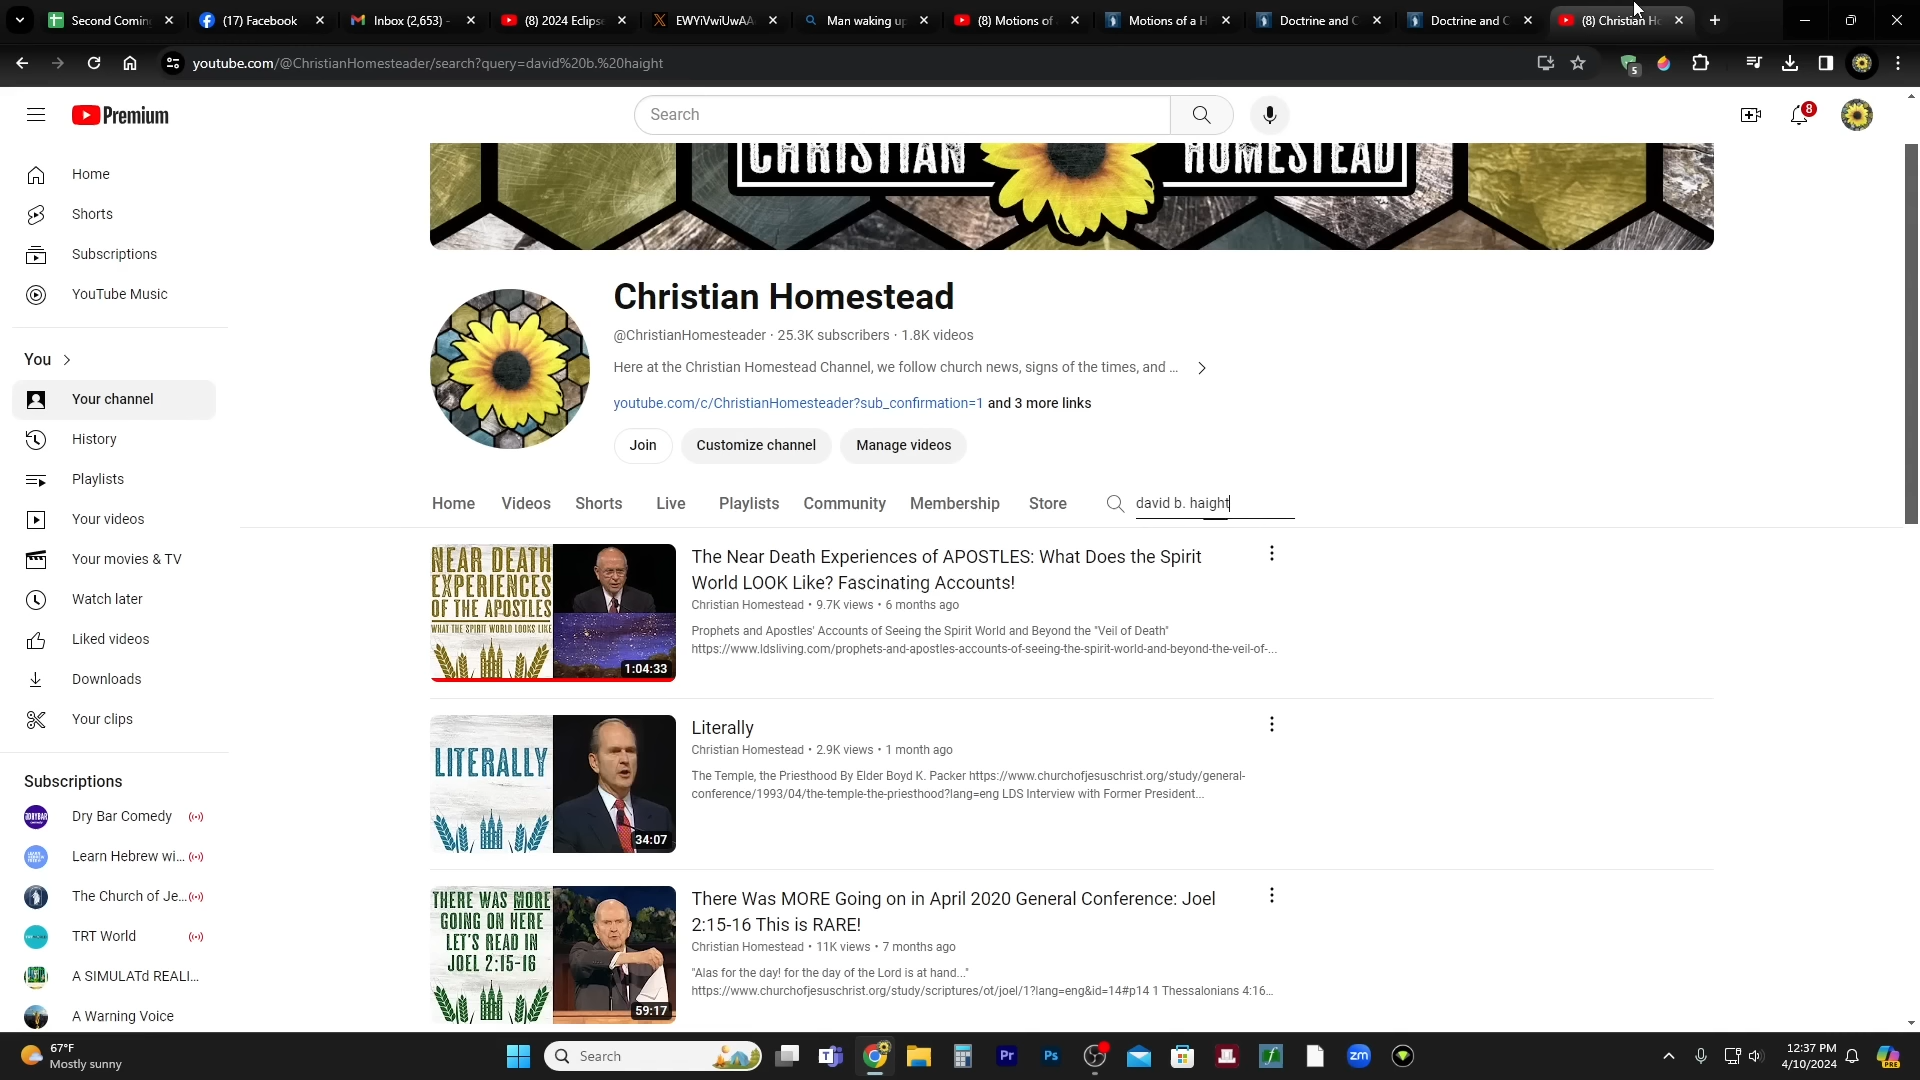 Second Comin
(17) Facebook
Inbox (2,653) -
(8) 2024 Eclips
EWYiVwiUwAA
Man waking up
(8) Motions of
Motions of a H
Doctrine and C
Doctrine and C
(8) Christian Ho
youtube.com/@ChristianHomesteader/search?query=david%20b.%20haight
5
Premium
Search
8
Home
Shorts
Subscriptions
YouTube Music
You
Your channel
History
Playlists
Your videos
Your movies & TV
Watch later
Liked videos
Downloads
Your clips
Subscriptions
Dry Bar Comedy
Learn Hebrew wi...
The Church of Je...
TRT World
A SIMULATd REALI...
A Warning Voice
CHRISTIAN HOMESTEAD
Christian Homestead
@ChristianHomesteader · 25.3K subscribers · 1.8K videos
Here at the Christian Homestead Channel, we follow church news, signs of the times, and ...
youtube.com/c/ChristianHomesteader?sub_confirmation=1 and 3 more links
Join
Customize channel
Manage videos
Home
Videos
Shorts
Live
Playlists
Community
Membership
Store
david b. haight
NEAR DEATH
EXPERIENCES
OF THE APOSTLES
WHAT THE SPIRIT WORLD LOOKS LIKE
1:04:33
The Near Death Experiences of APOSTLES: What Does the Spirit
World LOOK Like? Fascinating Accounts!
Christian Homestead • 9.7K views • 6 months ago
Prophets and Apostles' Accounts of Seeing the Spirit World and Beyond the "Veil of Death"
https://www.ldsliving.com/prophets-and-apostles-accounts-of-seeing-the-spirit-world-and-beyond-the-veil-of-...
LITERALLY
34:07
Literally
Christian Homestead • 2.9K views • 1 month ago
The Temple, the Priesthood By Elder Boyd K. Packer https://www.churchofjesuschrist.org/study/general-
conference/1993/04/the-temple-the-priesthood?lang=eng LDS Interview with Former President...
THERE WAS MORE
GOING ON HERE
LET'S READ IN
JOEL 2:15-16
59:17
There Was MORE Going on in April 2020 General Conference: Joel
2:15-16 This is RARE!
Christian Homestead • 11K views • 7 months ago
"Alas for the day! for the day of the Lord is at hand..."
https://www.churchofjesuschrist.org/study/scriptures/ot/joel/1?lang=eng&id=14#p14 1 Thessalonians 4:16...
67°F
Mostly sunny
Search
Pr
Ps
zm
12:37 PM
4/10/2024